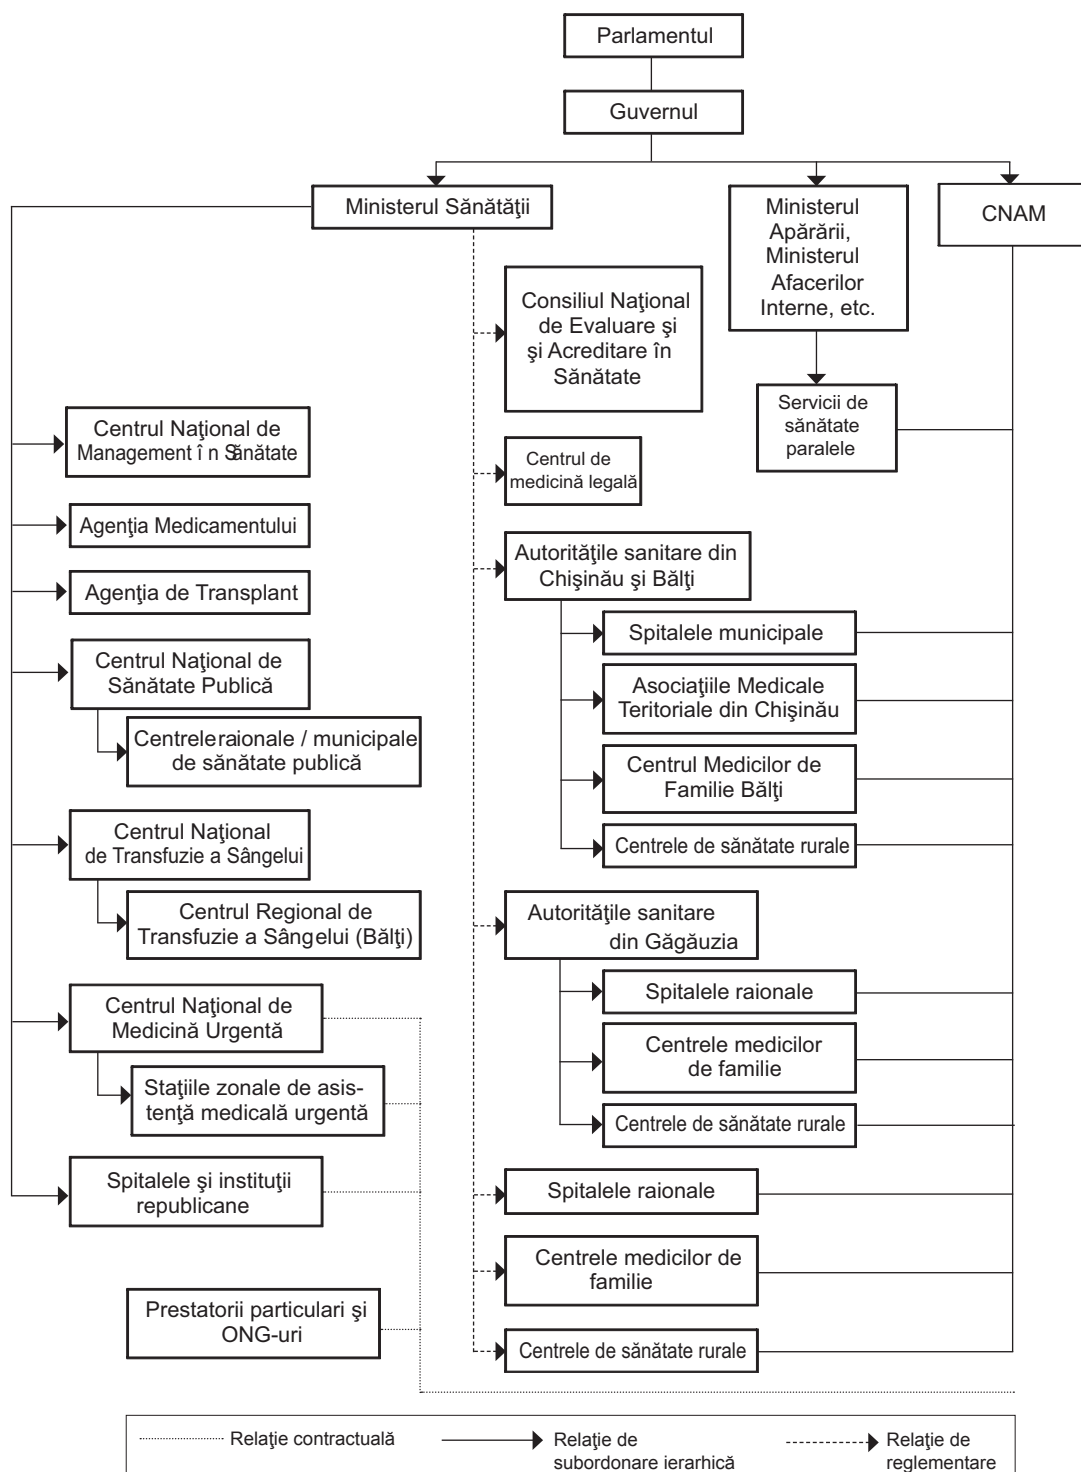 Parlamentul
Guvernul
Ministerul Sănătăţii
Ministerul
Apărării,
Ministerul
Afacerilor
Interne, etc.
CNAM
Consiliul Naţional
de Evaluare şi
şi Acreditare în
Sănătate
Servicii de
sănătate
paralele
Centrul Naţional de
Management î n Sănătate
Centrul de
medicină legală
Agenţia Medicamentului
Autorităţile sanitare din
Chişinău şi Bălţi
Agenţia de Transplant
Spitalele municipale
Centrul Naţional de
Sănătate Publică
Asociaţiile Medicale
Teritoriale din Chişinău
Centreleraionale / municipale
de sănătate publică
Centrul Medicilor de
Familie Bălţi
Centrul Naţional
de Transfuzie a Sângelui
Centrele de sănătate rurale
Centrul Regional de
Transfuzie a Sângelui (Bălţi)
Autorităţile sanitare
din Găgăuzia
Spitalele raionale
Centrul Naţional de
Medicină Urgentă
Centrele medicilor
de familie
Staţiile zonale de asis-
tenţă medicală urgentă
Centrele de sănătate rurale
Spitalele şi instituţii
republicane
Spitalele raionale
Centrele medicilor de
familie
Prestatorii particulari şi
ONG-uri
Centrele de sănătate rurale
Relaţie contractuală
Relaţie de
subordonare ierarhică
Relaţie de
reglementare